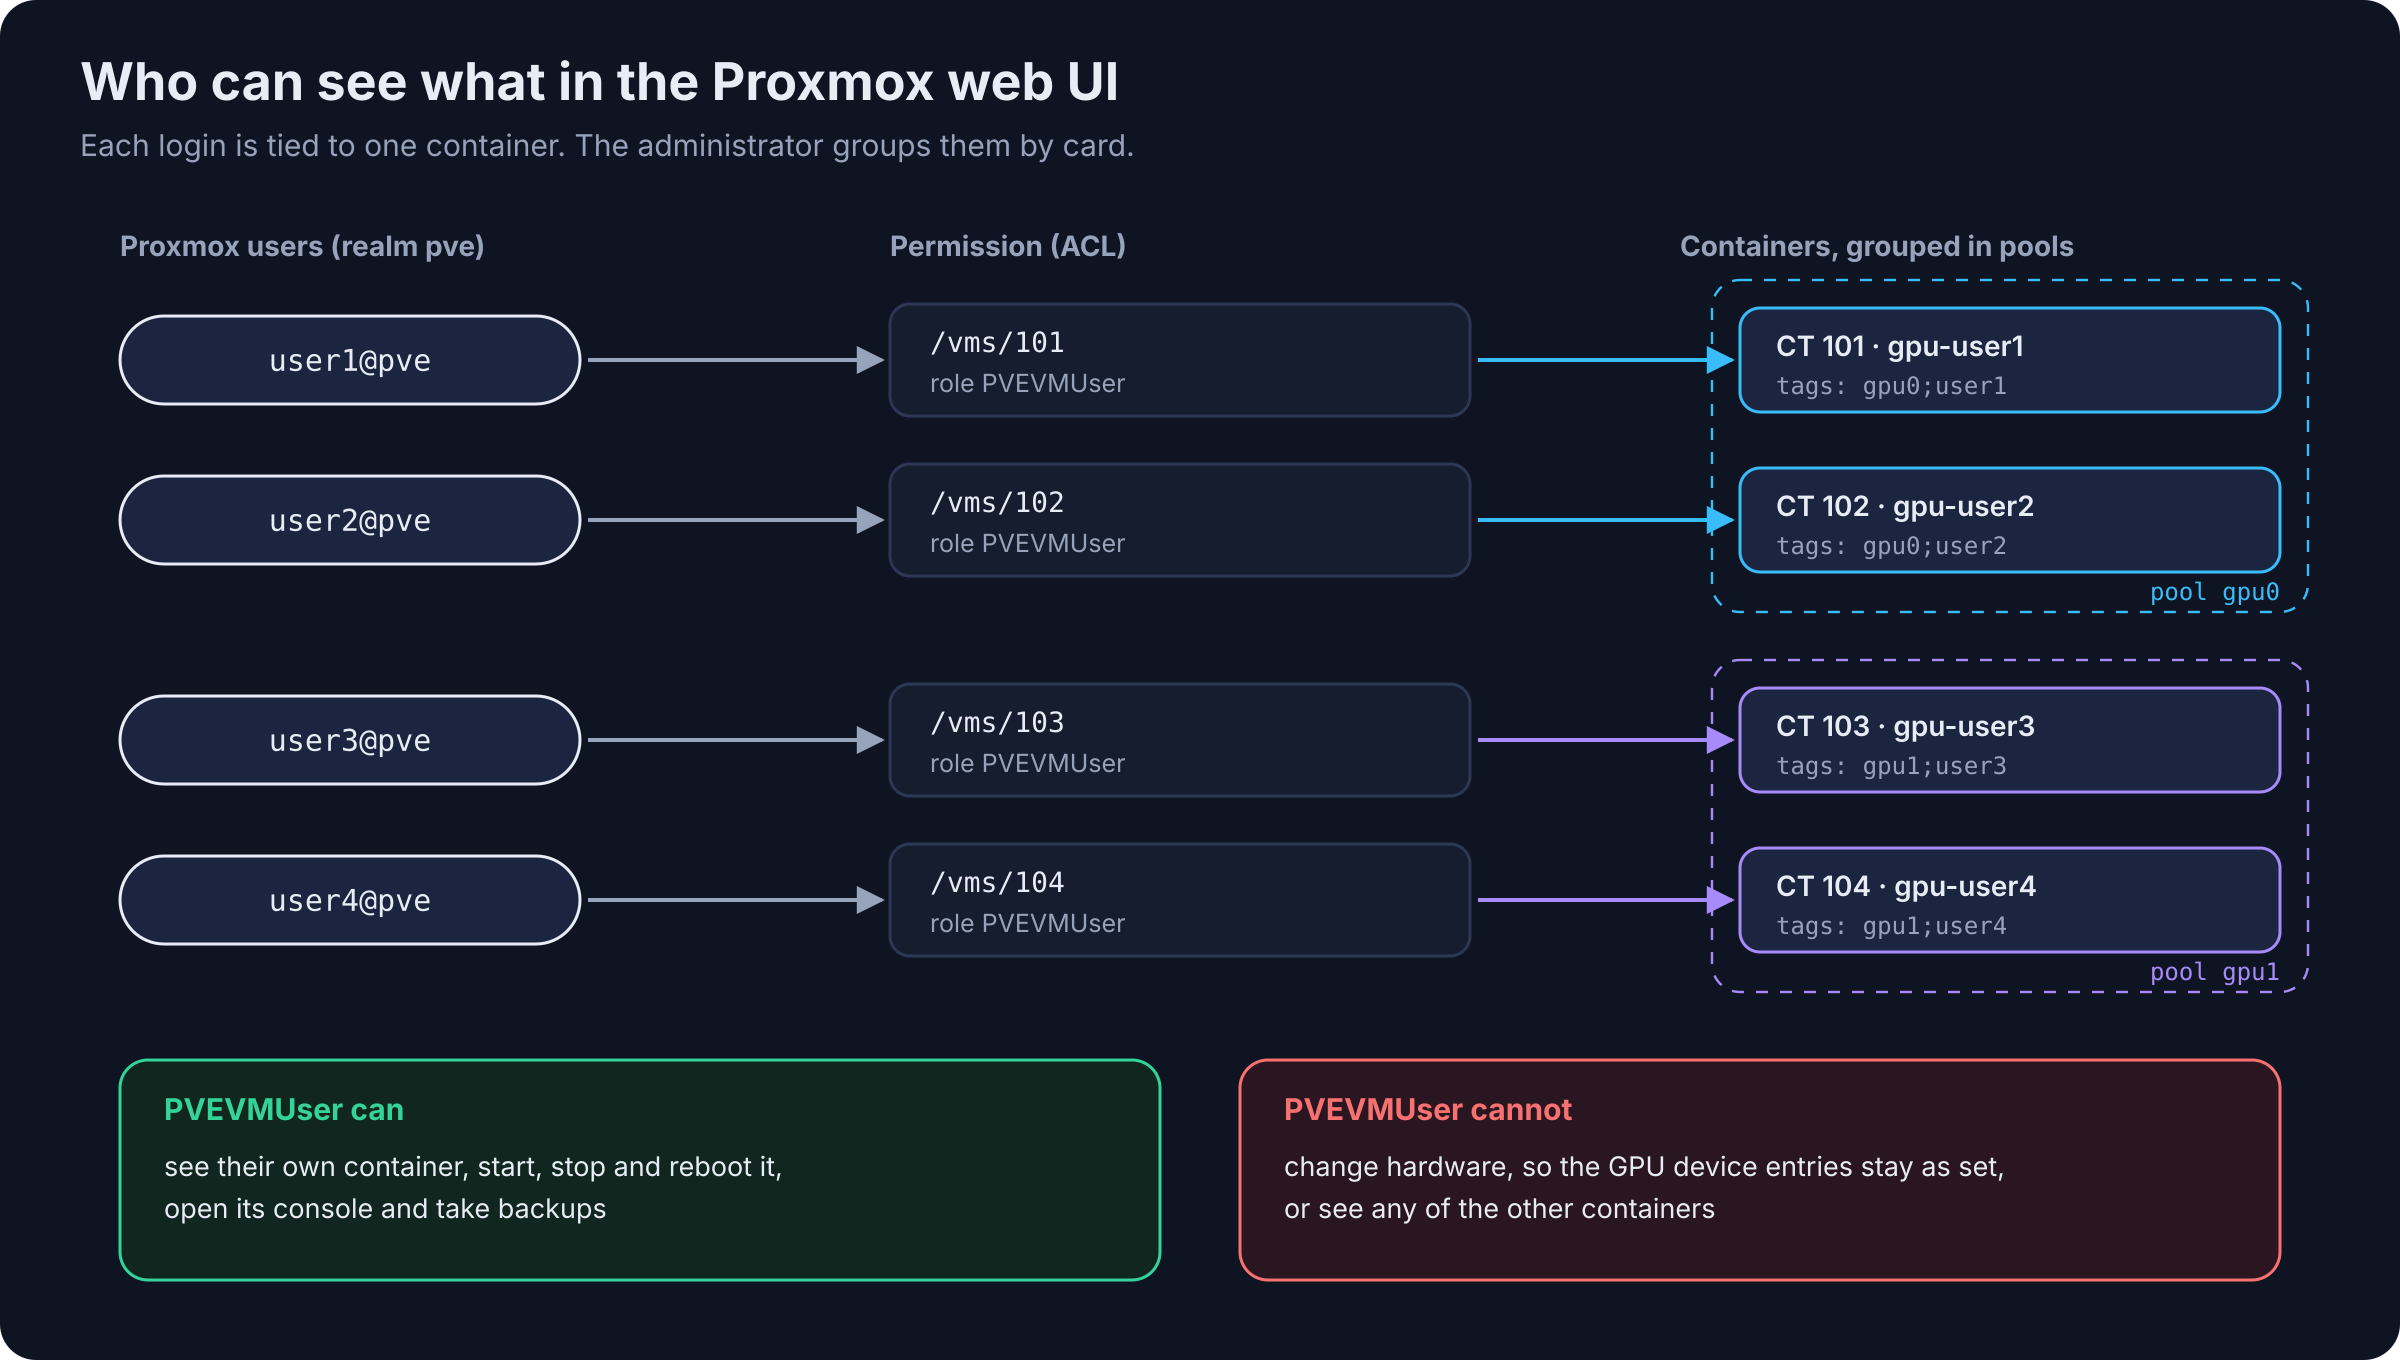 Who can see what in the Proxmox web UI
Each login is tied to one container. The administrator groups them by card.
Proxmox users (realm pve)
Permission (ACL)
Containers, grouped in pools
user1@pve
/vms/101
role PVEVMUser
CT 101 · gpu-user1
tags: gpu0;user1
user2@pve
/vms/102
role PVEVMUser
CT 102 · gpu-user2
tags: gpu0;user2
pool gpu0
user3@pve
/vms/103
role PVEVMUser
CT 103 · gpu-user3
tags: gpu1;user3
user4@pve
/vms/104
role PVEVMUser
CT 104 · gpu-user4
tags: gpu1;user4
pool gpu1
PVEVMUser can
see their own container, start, stop and reboot it,
open its console and take backups
PVEVMUser cannot
change hardware, so the GPU device entries stay as set,
or see any of the other containers